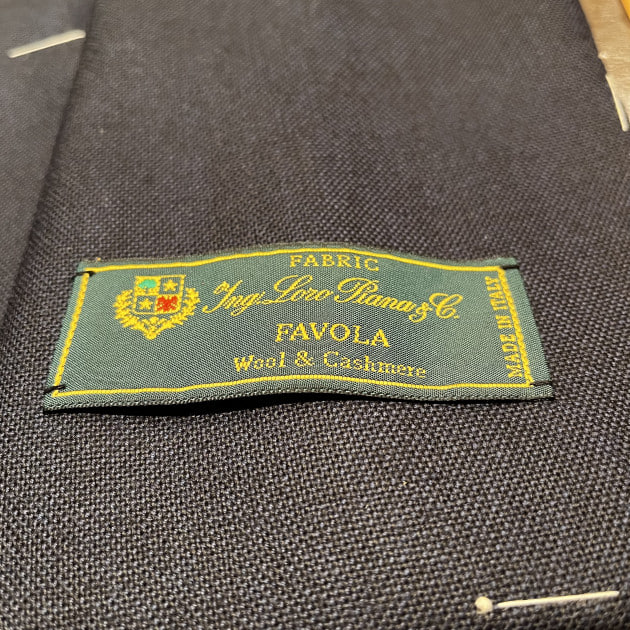 FABRIC
Ing. Loro Piana & C.
FAVOLA
Wool & Cashmere
MADE IN ITALY